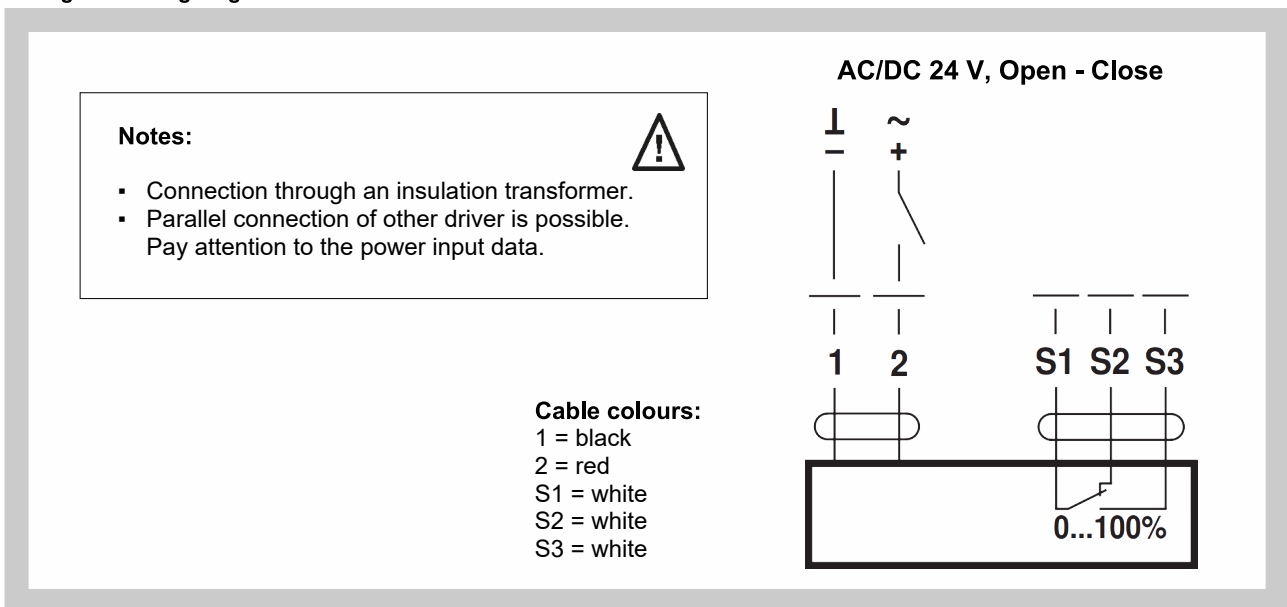 AC/DC 24 V, Open - Close
Notes:
▪ Connection through an insulation transformer.
▪ Parallel connection of other driver is possible.
Pay attention to the power input data.
⊥ ~
− +
1 2 S1 S2 S3
Cable colours:
1 = black
2 = red
S1 = white
S2 = white
S3 = white
0...100%